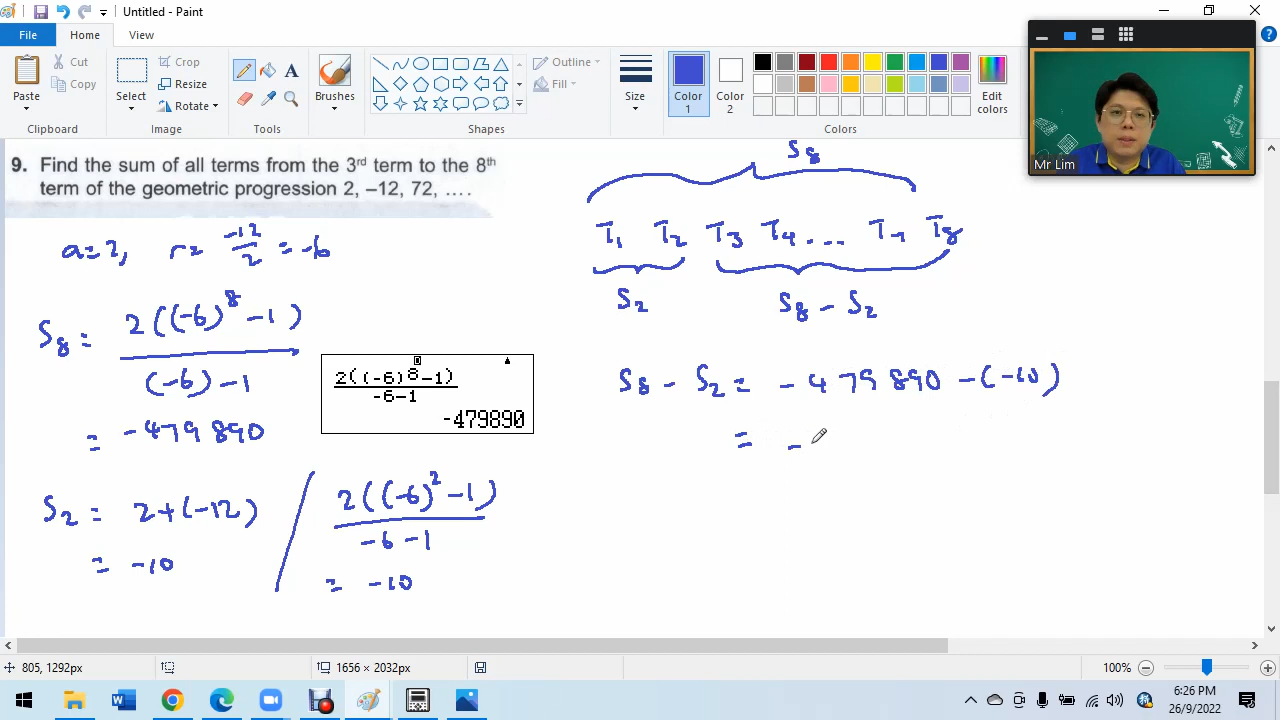 Untitled - Paint
File Home View
Paste
Cut
Copy
Clipboard
Select
Crop
Resize
Rotate
Image
A
Tools
Brushes
Shapes
Outline
Fill
Size
Color 1
Color 2
Edit colors
Colors
Mr Lim
9. Find the sum of all terms from the 3rd term to the 8th
term of the geometric progression 2, –12, 72, ….
a=2, r= -12/2 = -6
S8 = 2((-6)^8 -1) / (-6)-1
= -479 890
2((-6)^8-1)
-6-1
-479890
S2 = 2+(-12)
= -10
2((-6)^2 -1) / -6-1
= -10
S8
T1 T2 T3 T4 ... T7 T8
S2 S8 - S2
S8 - S2 = -479 890 -(-10)
= -
805, 1292px
1656 × 2032px
100%
6:26 PM
26/9/2022